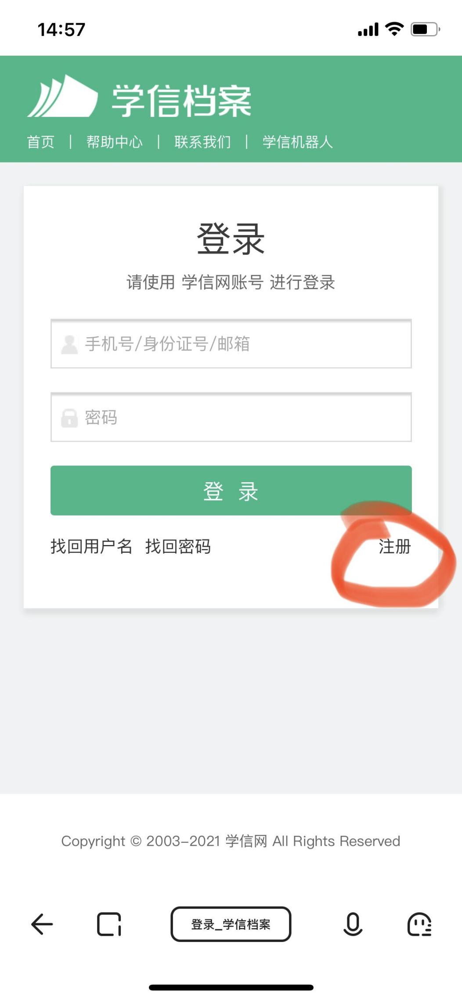 14:57
学信档案
首页 | 帮助中心 | 联系我们 | 学信机器人
登录
请使用 学信网账号 进行登录
手机号/身份证号/邮箱
密码
登 录
找回用户名 找回密码 注册
Copyright © 2003-2021 学信网 All Rights Reserved
登录_学信档案